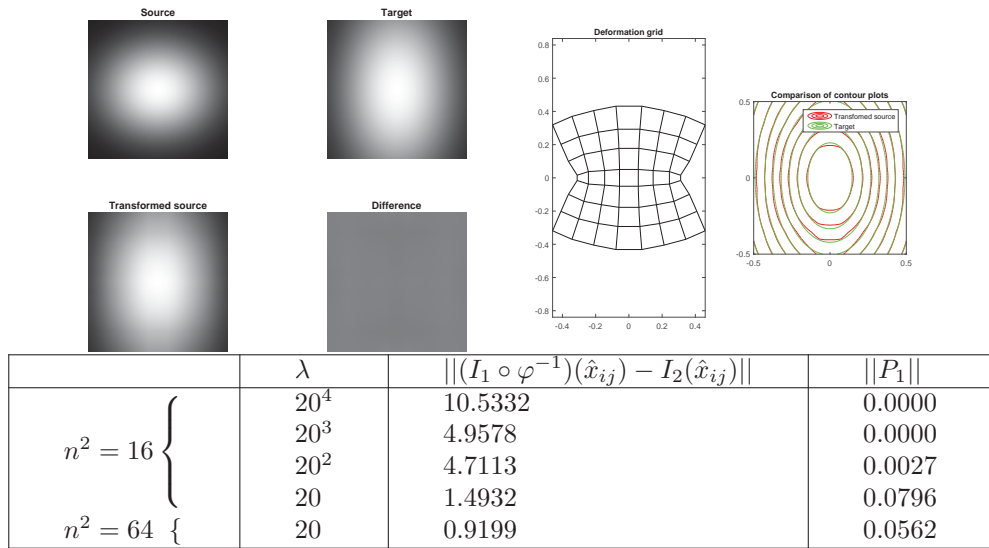 Source
Target
Deformation grid
0.8
0.6
0.4
0.2
0
-0.2
-0.4
-0.6
-0.8
-0.4 -0.2 0 0.2 0.4
Comparison of contour plots
0.5
Transfomed source
Target
0
-0.5
-0.5 0 0.5
Transformed source
Difference
λ ||(I₁ ∘ φ⁻¹)(x̂ᵢⱼ) − I₂(x̂ᵢⱼ)|| ||P₁||
n² = 16 {
20⁴ 10.5332 0.0000
20³ 4.9578 0.0000
20² 4.7113 0.0027
20 1.4932 0.0796
n² = 64 { 20 0.9199 0.0562